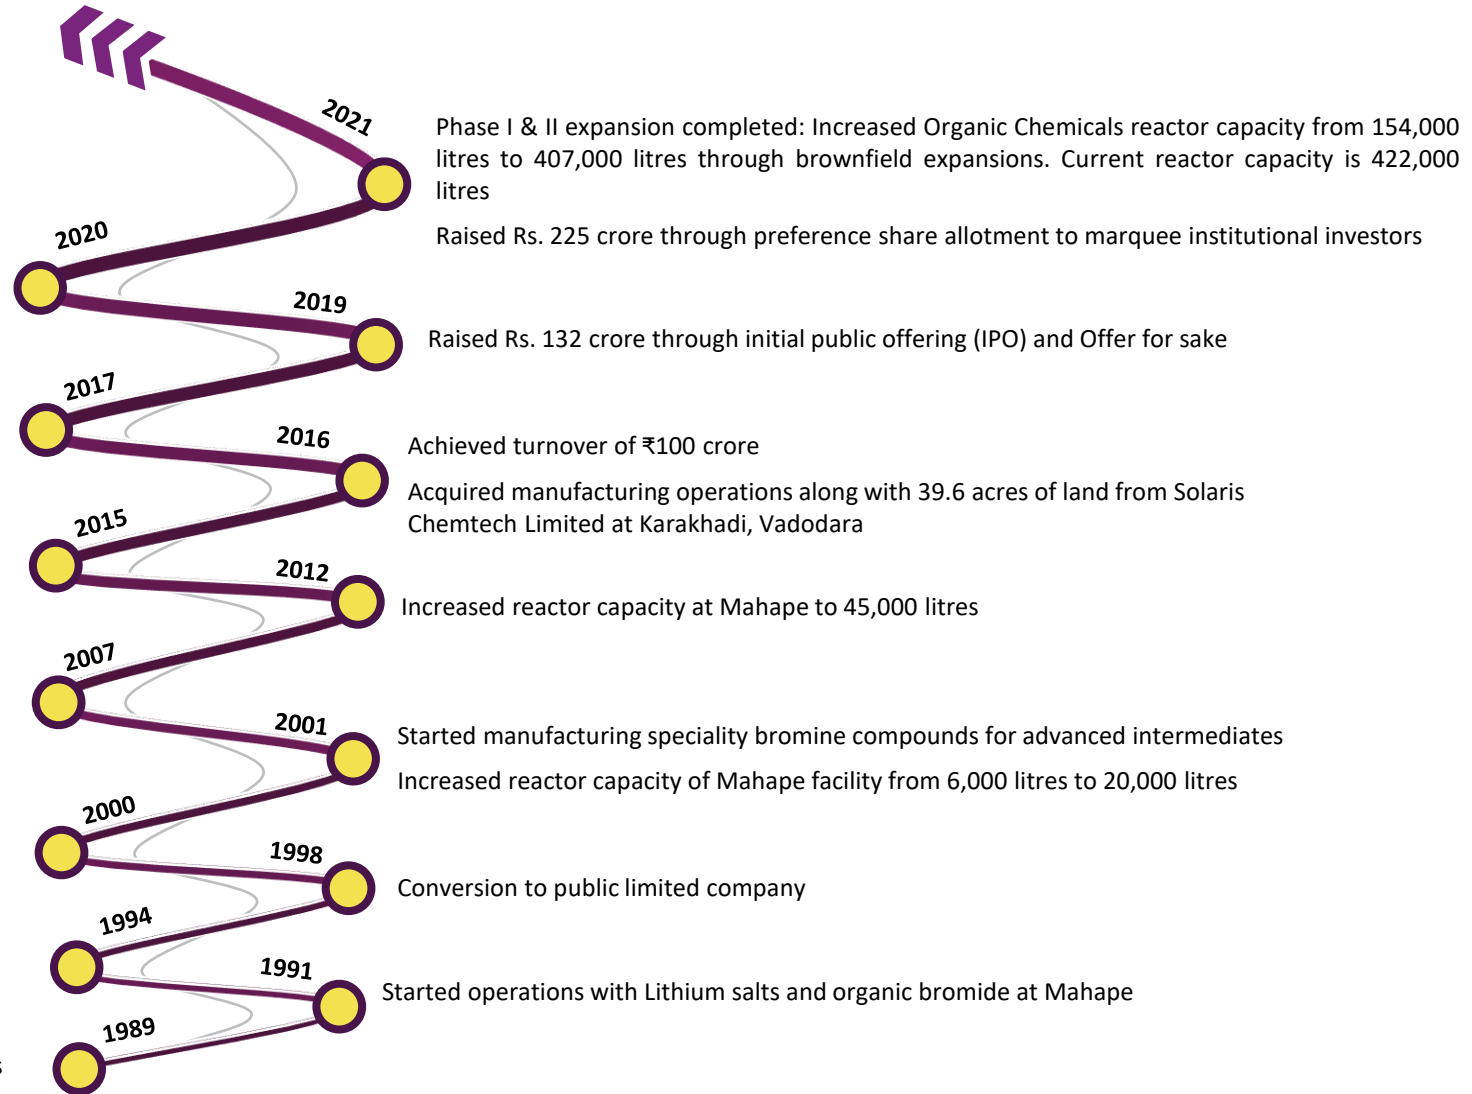 2021
Phase I & II expansion completed: Increased Organic Chemicals reactor capacity from 154,000
litres to 407,000 litres through brownfield expansions. Current reactor capacity is 422,000
litres
Raised Rs. 225 crore through preference share allotment to marquee institutional investors
2020
2019
Raised Rs. 132 crore through initial public offering (IPO) and Offer for sake
2017
2016
Achieved turnover of ₹100 crore
Acquired manufacturing operations along with 39.6 acres of land from Solaris
Chemtech Limited at Karakhadi, Vadodara
2015
2012
Increased reactor capacity at Mahape to 45,000 litres
2007
2001
Started manufacturing speciality bromine compounds for advanced intermediates
Increased reactor capacity of Mahape facility from 6,000 litres to 20,000 litres
2000
1998
Conversion to public limited company
1994
1991
Started operations with Lithium salts and organic bromide at Mahape
1989